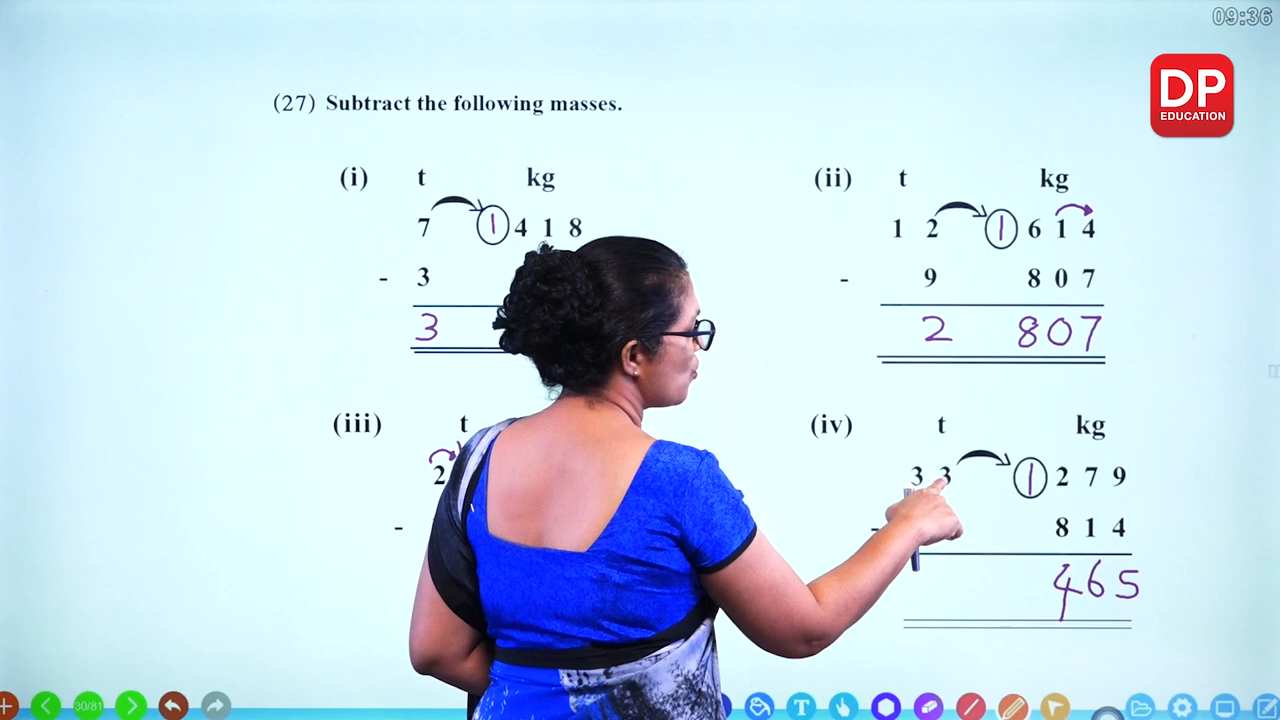 09:36
DP
EDUCATION
(27) Subtract the following masses.
(i) t kg
7 1 4 1 8
- 3
3
(ii) t kg
1 2 1 6 1 4
- 9 8 0 7
2 807
(iii) t
2
-
(iv) t kg
3 3 1 2 7 9
- 8 1 4
465
30/81